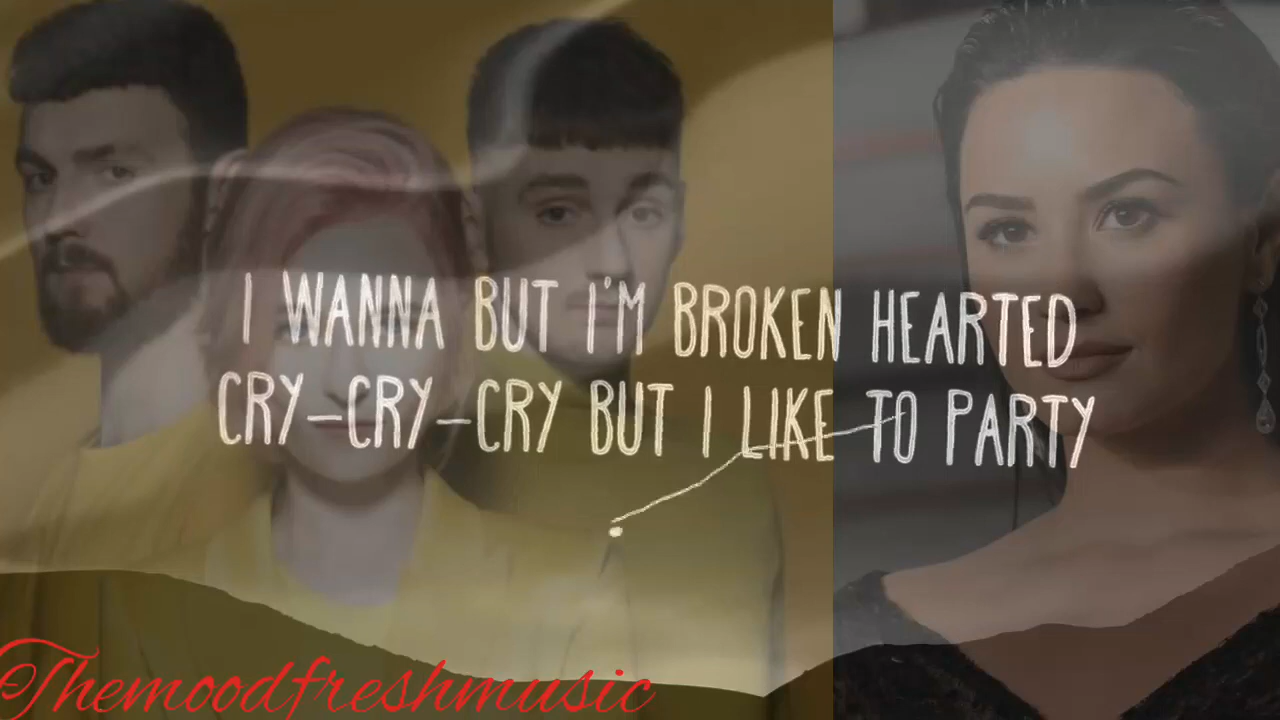 I WANNA BUT I'M BROKEN HEARTED
CRY-CRY-CRY BUT I LIKE TO PARTY
Themoodfreshmusic